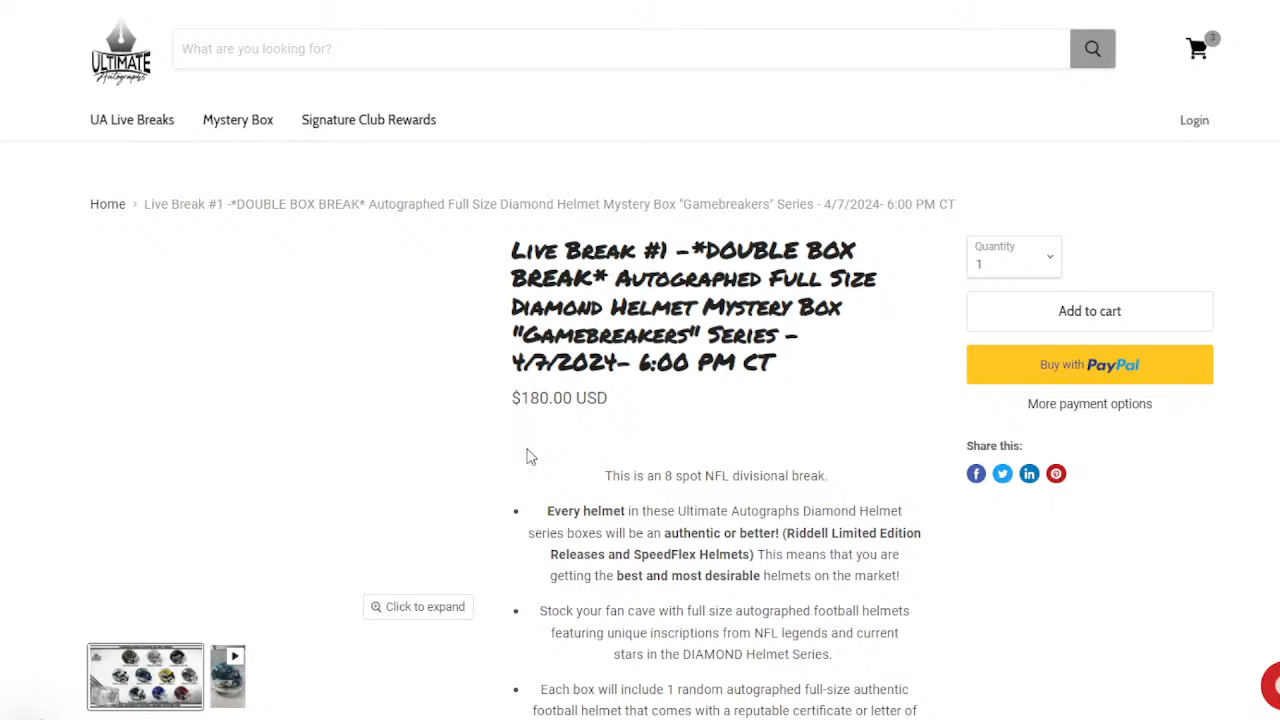 ULTIMATE
Autographs
What are you looking for?
3
UA Live Breaks
Mystery Box
Signature Club Rewards
Login
Home › Live Break #1 -*DOUBLE BOX BREAK* Autographed Full Size Diamond Helmet Mystery Box "Gamebreakers" Series - 4/7/2024- 6:00 PM CT
Live Break #1 -*DOUBLE BOX
BREAK* Autographed Full Size
Diamond Helmet Mystery Box
"Gamebreakers" Series -
4/7/2024- 6:00 PM CT
$180.00 USD
Quantity
1
Add to cart
Buy with PayPal
More payment options
Share this:
This is an 8 spot NFL divisional break.
Every helmet in these Ultimate Autographs Diamond Helmet
series boxes will be an authentic or better! (Riddell Limited Edition
Releases and SpeedFlex Helmets) This means that you are
getting the best and most desirable helmets on the market!
Stock your fan cave with full size autographed football helmets
featuring unique inscriptions from NFL legends and current
stars in the DIAMOND Helmet Series.
Each box will include 1 random autographed full-size authentic
football helmet that comes with a reputable certificate or letter of
Click to expand